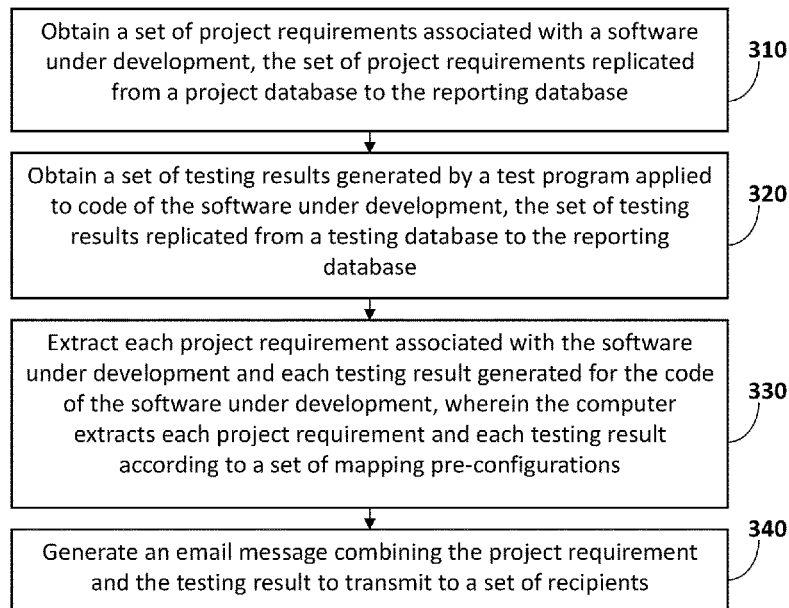 Obtain a set of project requirements associated with a software
under development, the set of project requirements replicated
from a project database to the reporting database
310
Obtain a set of testing results generated by a test program applied
to code of the software under development, the set of testing
results replicated from a testing database to the reporting
database
320
Extract each project requirement associated with the software
under development and each testing result generated for the code
of the software under development, wherein the computer
extracts each project requirement and each testing result
according to a set of mapping pre-configurations
330
Generate an email message combining the project requirement
and the testing result to transmit to a set of recipients
340